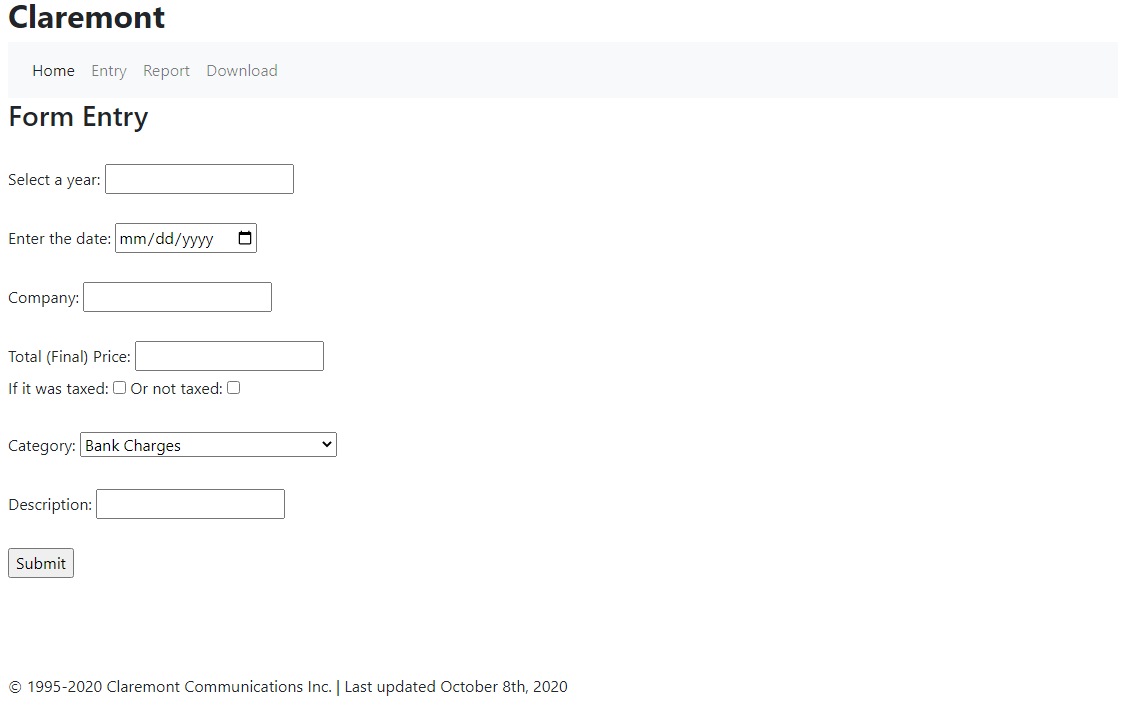 Claremont
Home Entry Report Download
Form Entry
Select a year:
Enter the date: mm/dd/yyyy
Company:
Total (Final) Price:
If it was taxed: Or not taxed:
Category: Bank Charges
Description:
Submit
© 1995-2020 Claremont Communications Inc. | Last updated October 8th, 2020